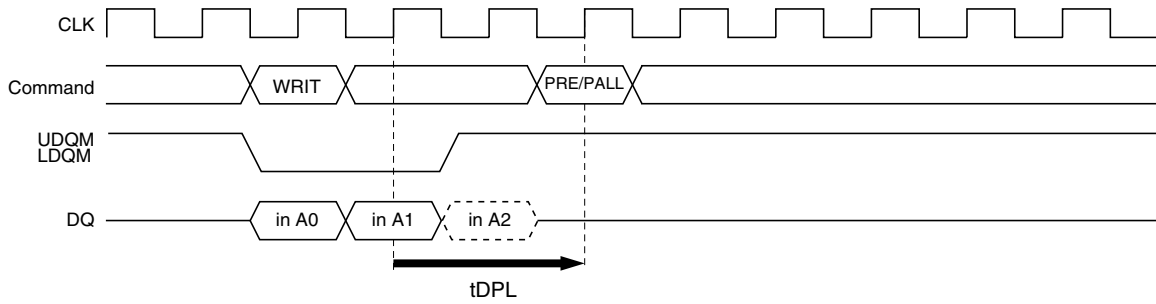 CLK
Command
WRIT
PRE/PALL
UDQM
LDQM
DQ
in A0
in A1
in A2
tDPL